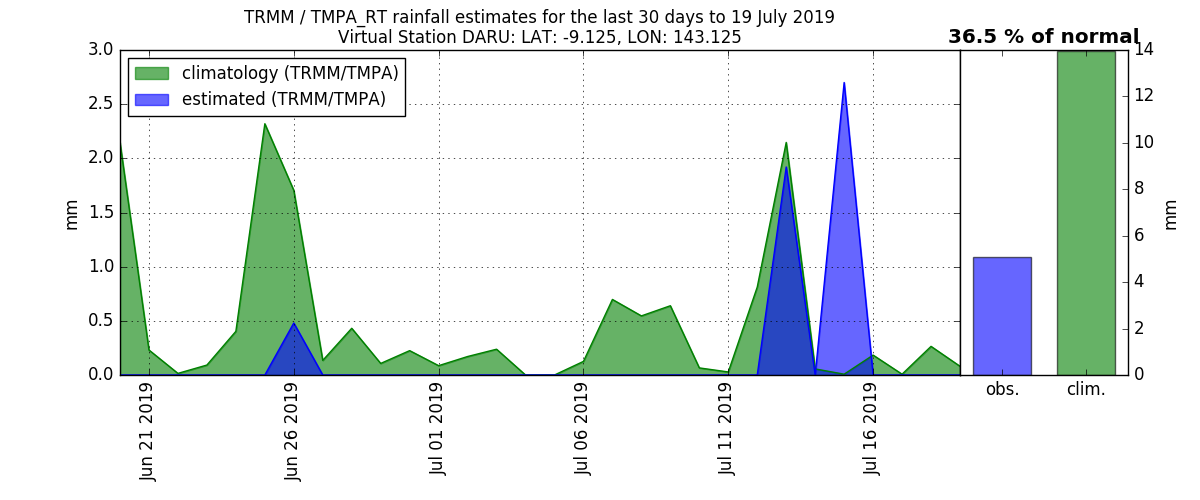 TRMM / TMPA_RT rainfall estimates for the last 30 days to 19 July 2019
Virtual Station DARU: LAT: -9.125, LON: 143.125
36.5 % of normal
climatology (TRMM/TMPA)
estimated (TRMM/TMPA)
mm
3.0
2.5
2.0
1.5
1.0
0.5
0.0
Jun 21 2019
Jun 26 2019
Jul 01 2019
Jul 06 2019
Jul 11 2019
Jul 16 2019
obs.
clim.
14
12
10
8
6
4
2
0
mm